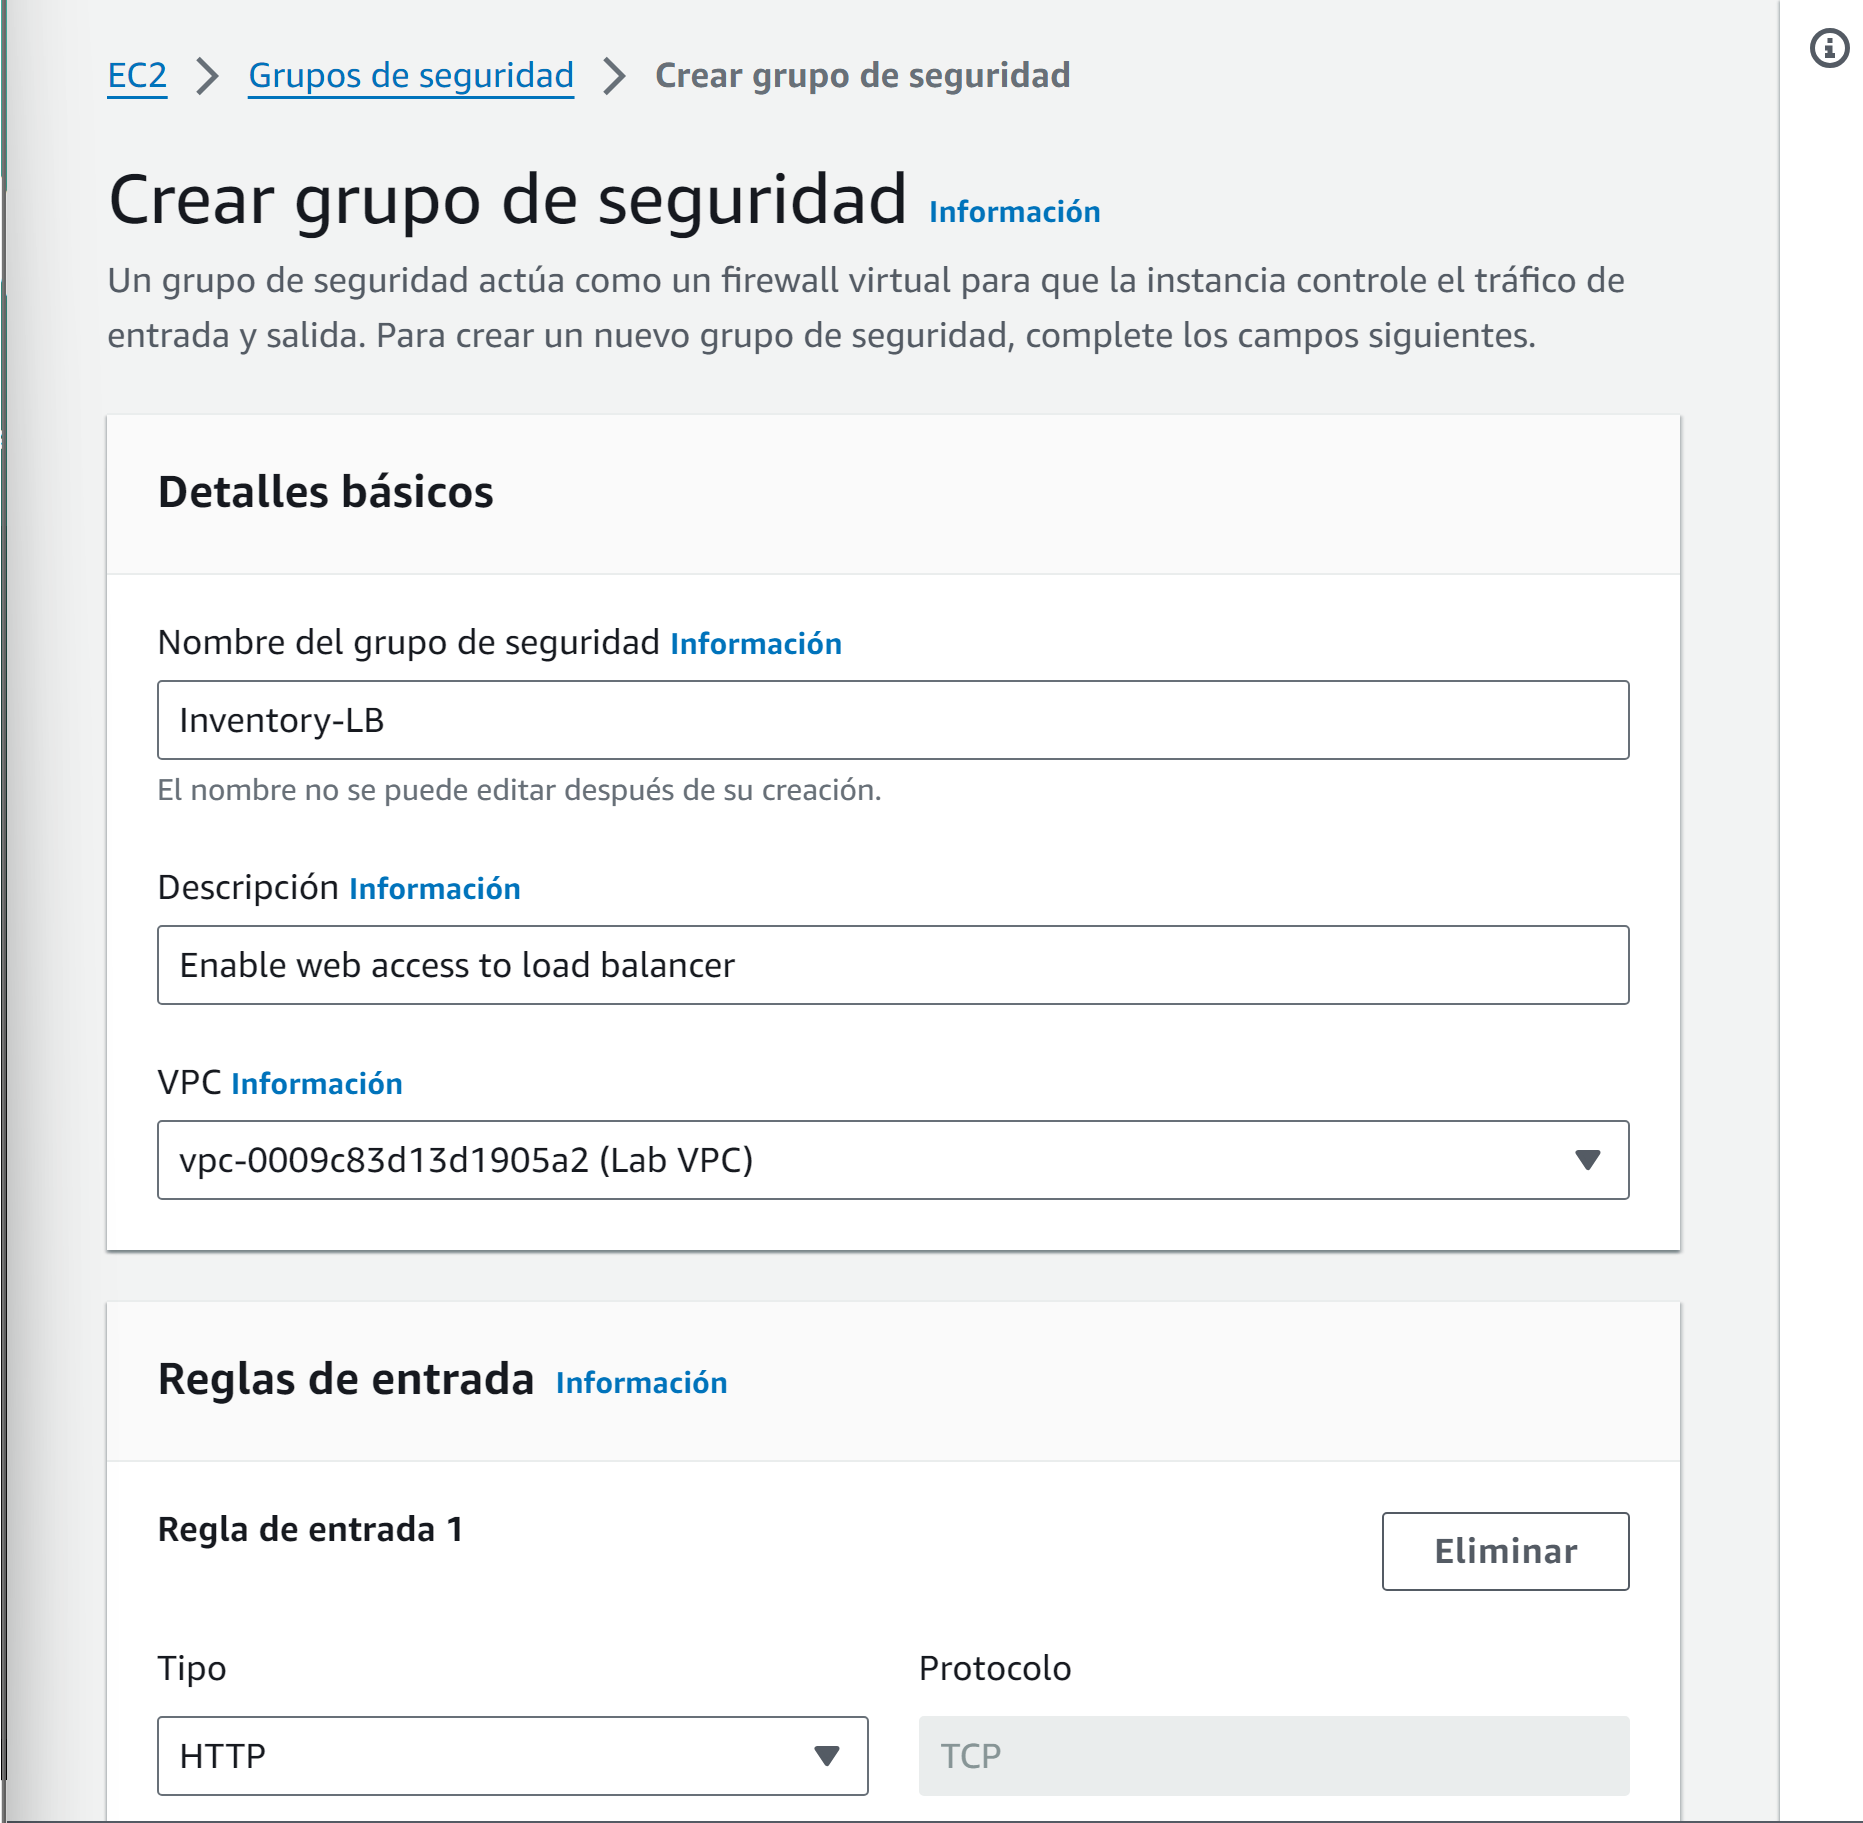 EC2 > Grupos de seguridad > Crear grupo de seguridad
Crear grupo de seguridad Información
Un grupo de seguridad actúa como un firewall virtual para que la instancia controle el tráfico de
entrada y salida. Para crear un nuevo grupo de seguridad, complete los campos siguientes.
Detalles básicos
Nombre del grupo de seguridad Información
Inventory-LB
El nombre no se puede editar después de su creación.
Descripción Información
Enable web access to load balancer
VPC Información
vpc-0009c83d13d1905a2 (Lab VPC)
Reglas de entrada Información
Regla de entrada 1
Eliminar
Tipo
Protocolo
HTTP
TCP